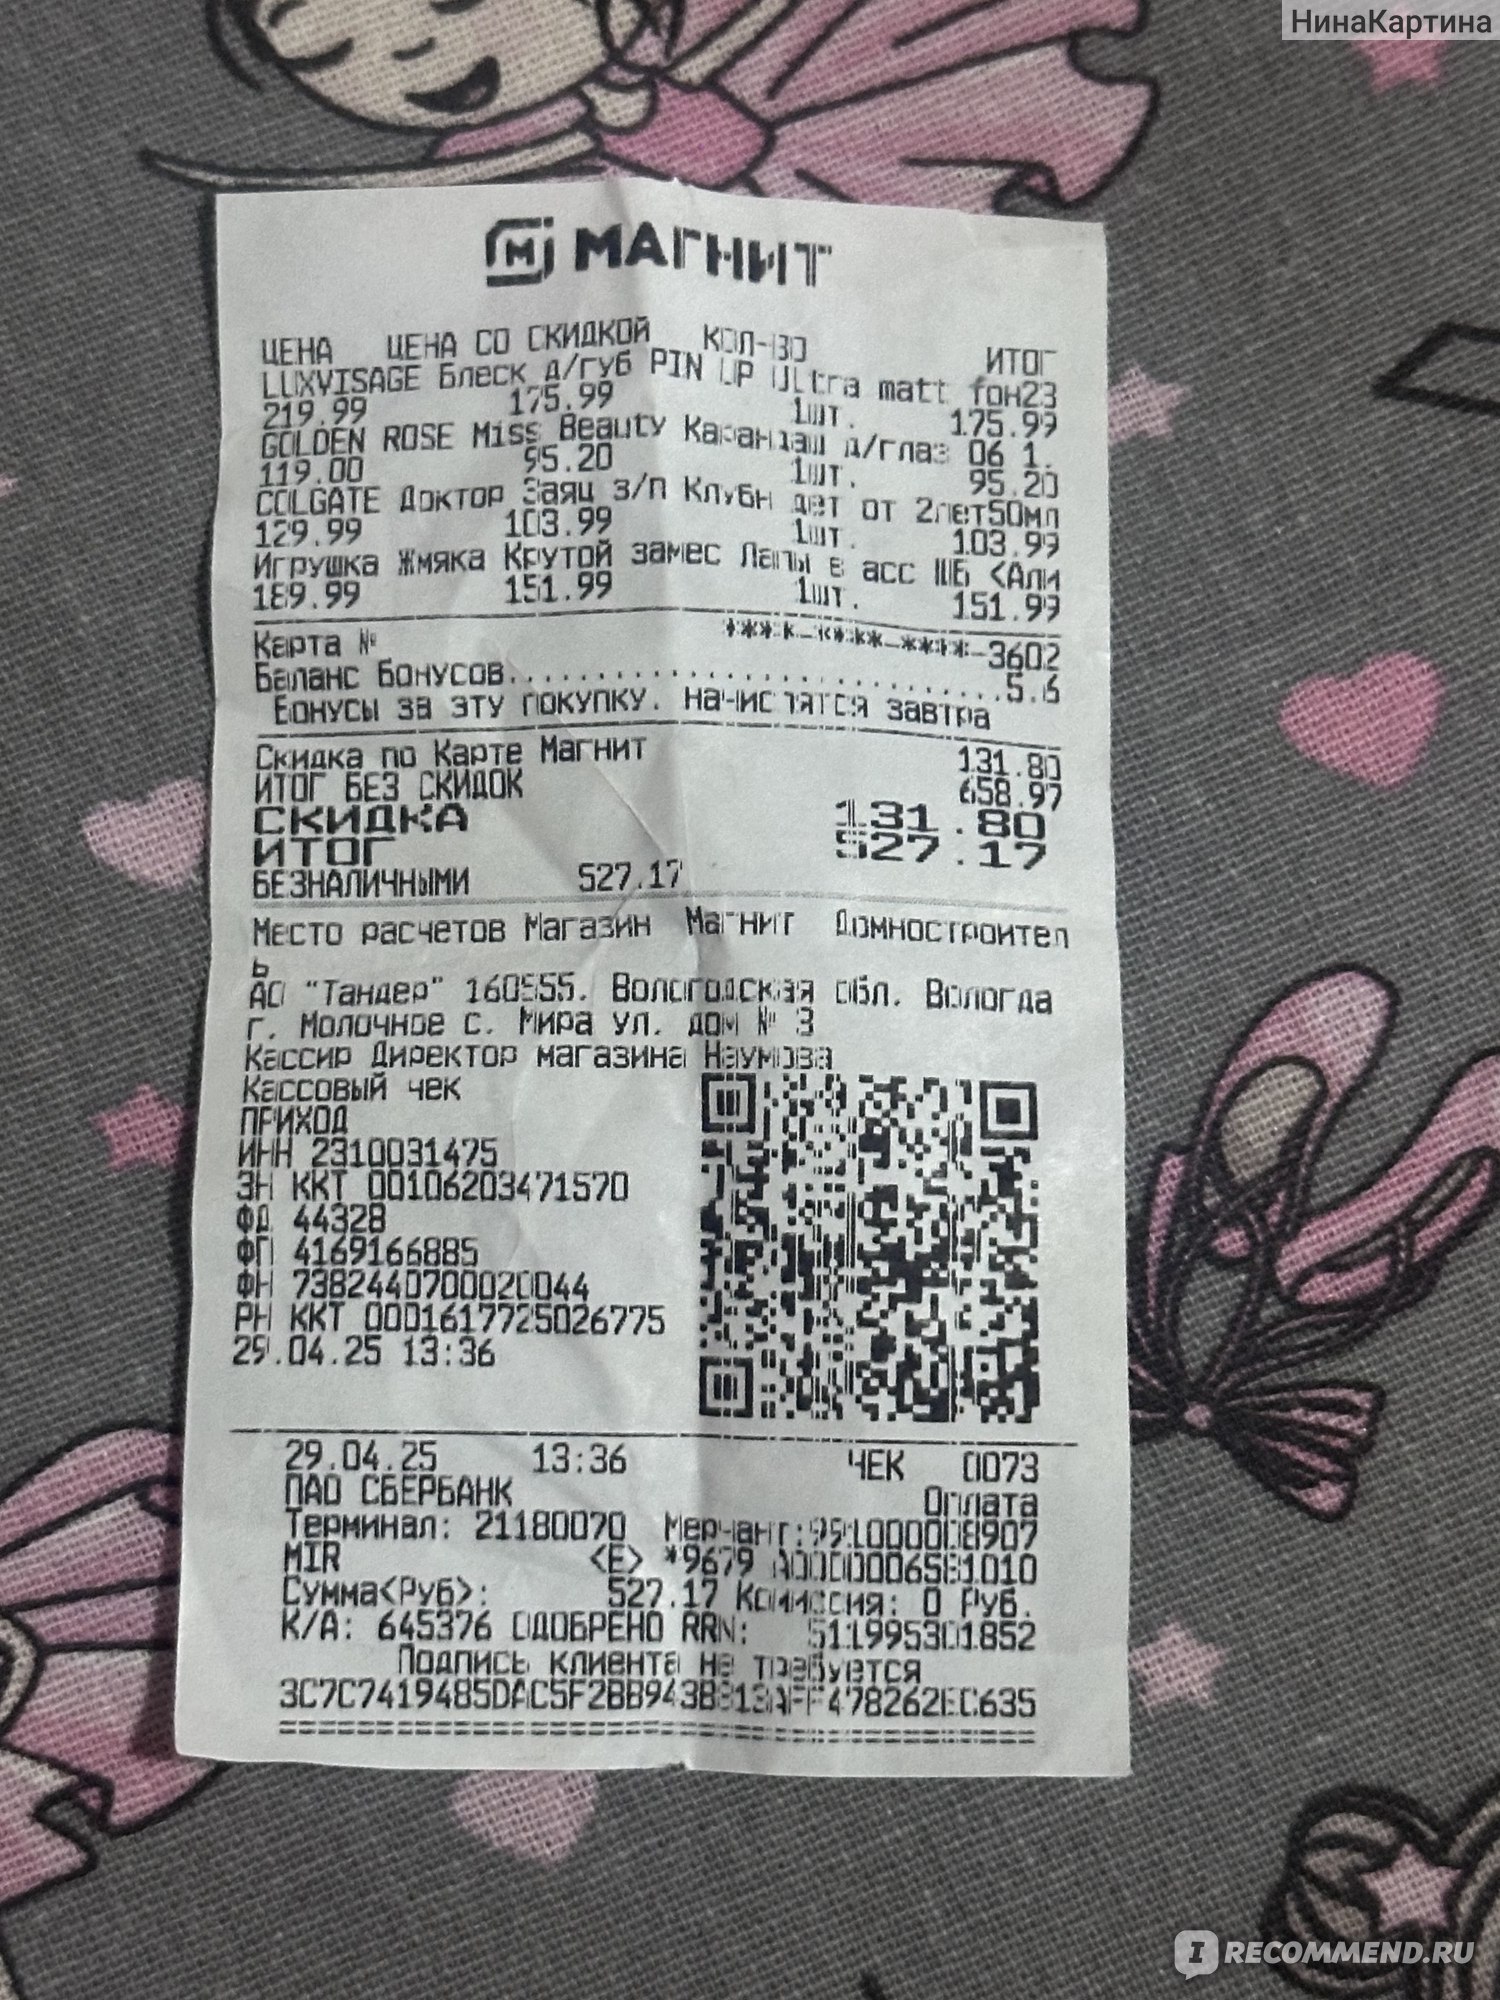 НинаКартина
МАГНИТ
ЦЕНА ЦЕНА СО СКИДКОЙ КОЛ-ВО ИТОГ
LUXVISAGE Блеск д/губ PIN UP Ultra matt фон23
219.99 175.99 1шт. 175.99
GOLDEN ROSE Miss Beauty Карандаш д/глаз 06 1.
119.00 95.20 1шт. 95.20
COLGATE Доктор Заяц з/п Клубн дет от 2лет50мл
129.99 103.99 1шт. 103.99
Игрушка Жмяка Крутой замес Лапы в асс ШБ <Али
189.99 151.99 1шт. 151.99
Карта № ****-****-****-3602
Баланс Бонусов..............................5.6
Бонусы за эту покупку. начислятся завтра
Скидка по Карте Магнит 131.80
ИТОГ БЕЗ СКИДОК 658.97
СКИДКА 131.80
ИТОГ 527.17
БЕЗНАЛИЧНЫМИ 527.17
Место расчетов Магазин Магнит Домностроител
ь
АО "Тандер" 160555. Вологодская обл. Вологда
г. Молочное с. Мира ул. дом № 3
Кассир Директор магазина Наумова
Кассовый чек
ПРИХОД
ИНН 2310031475
ЗН ККТ 00106203471570
ФД 44328
ФП 4169166885
ФН 7382440700020044
РН ККТ 0001617725026775
29.04.25 13:36
29.04.25 13:36 ЧЕК 0073
ПАО СБЕРБАНК Оплата
Терминал: 21180070 Мерчант:991000008907
MIR <E> *9679 A0000006581010
Сумма<Руб>: 527.17 Комиссия: 0 Руб.
К/А: 645376 ОДОБРЕНО RRN: 511995301852
Подпись клиента не требуется
3C7C7419485DAC5F2BB943B813AFF478262EC635
=====================================
I RECOMMEND.RU